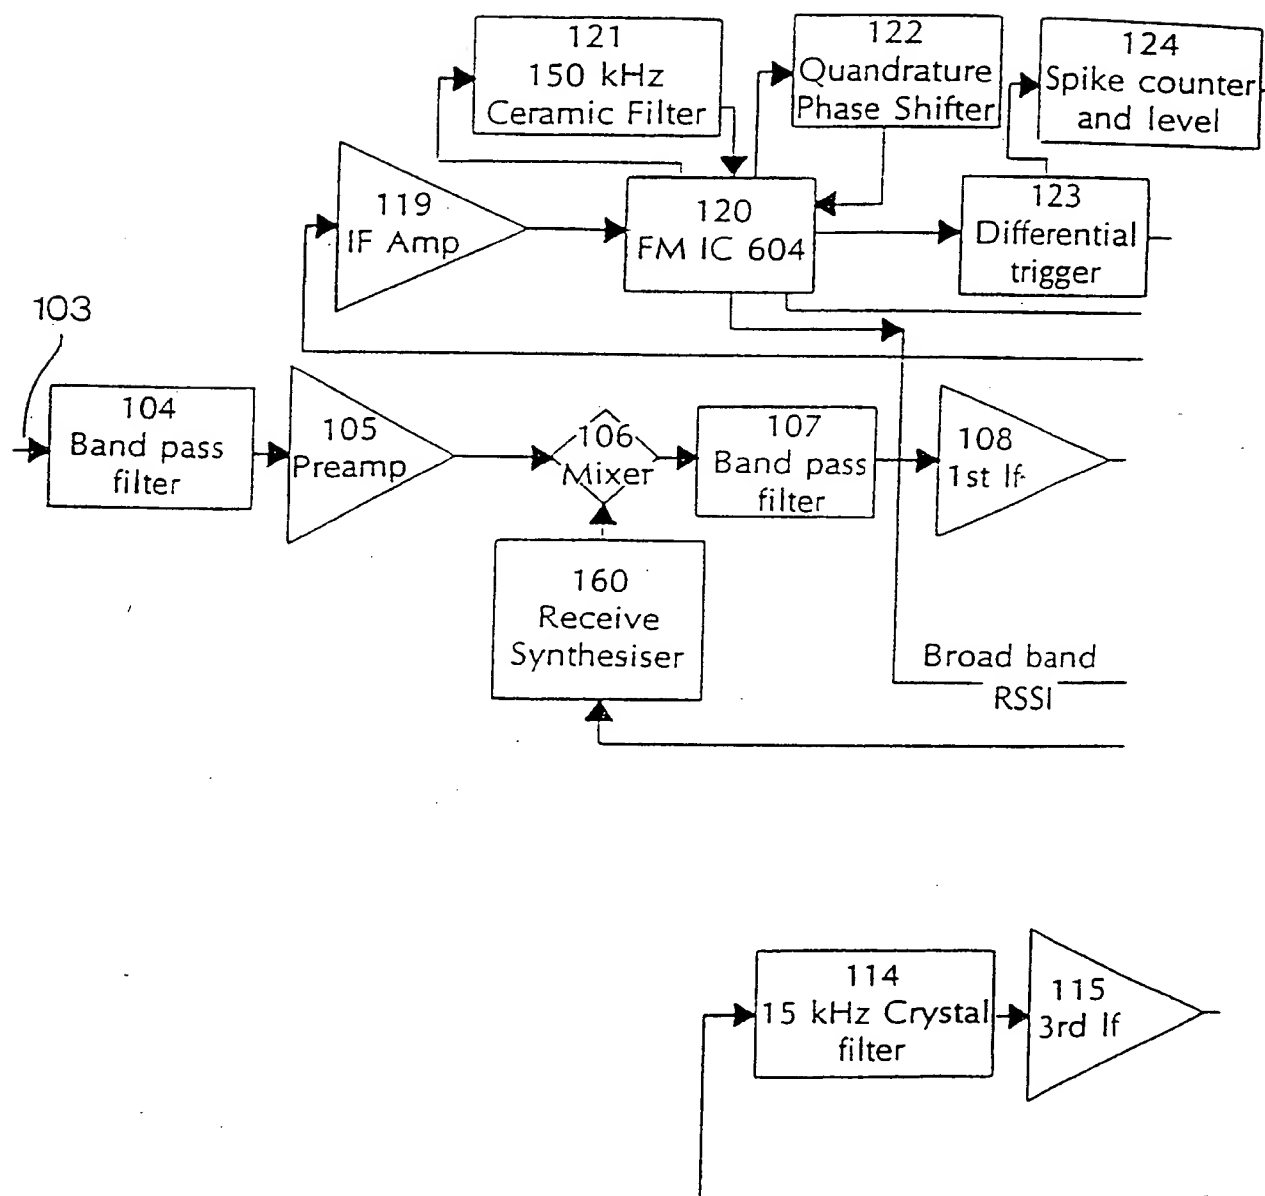 121
150 kHz
Ceramic Filter
122
Quandrature
Phase Shifter
124
Spike counter
and level
119
IF Amp
120
FM IC 604
123
Differential
trigger
103
104
Band pass
filter
105
Preamp
106
Mixer
107
Band pass
filter
108
1st If
160
Receive
Synthesiser
Broad band
RSSI
114
15 kHz Crystal
filter
115
3rd If